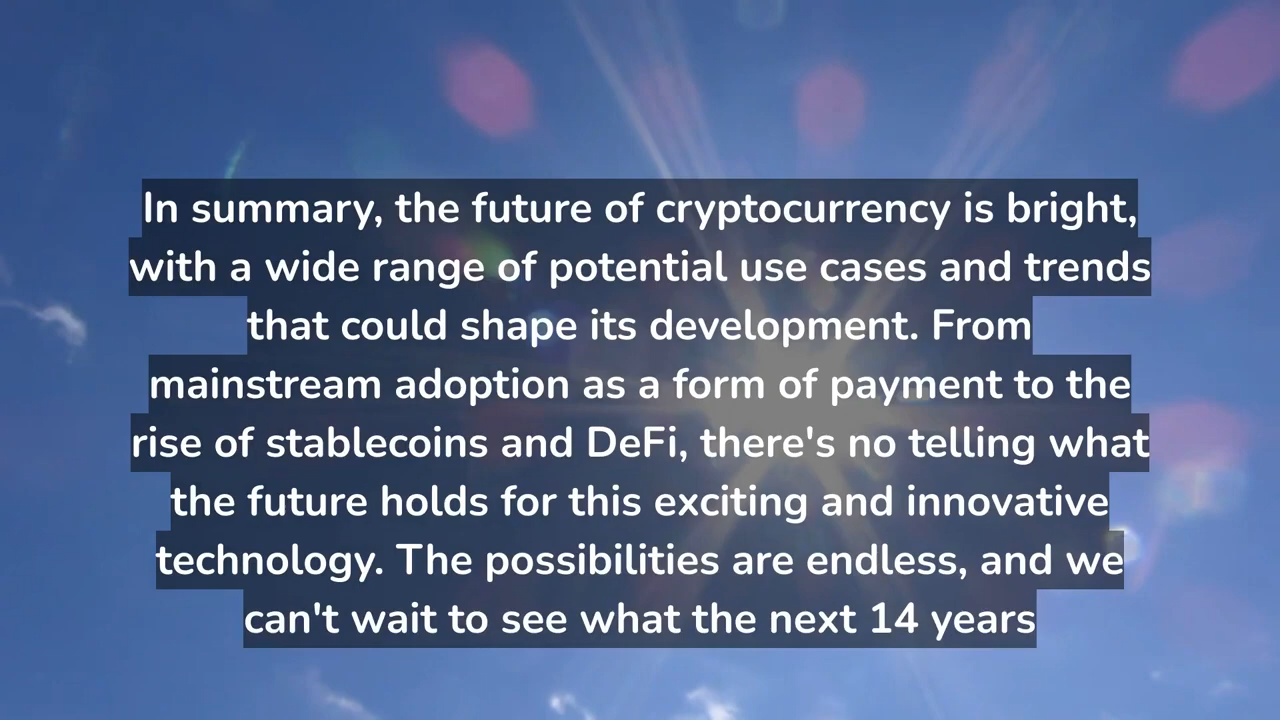 In summary, the future of cryptocurrency is bright,
with a wide range of potential use cases and trends
that could shape its development. From
mainstream adoption as a form of payment to the
rise of stablecoins and DeFi, there's no telling what
the future holds for this exciting and innovative
technology. The possibilities are endless, and we
can't wait to see what the next 14 years